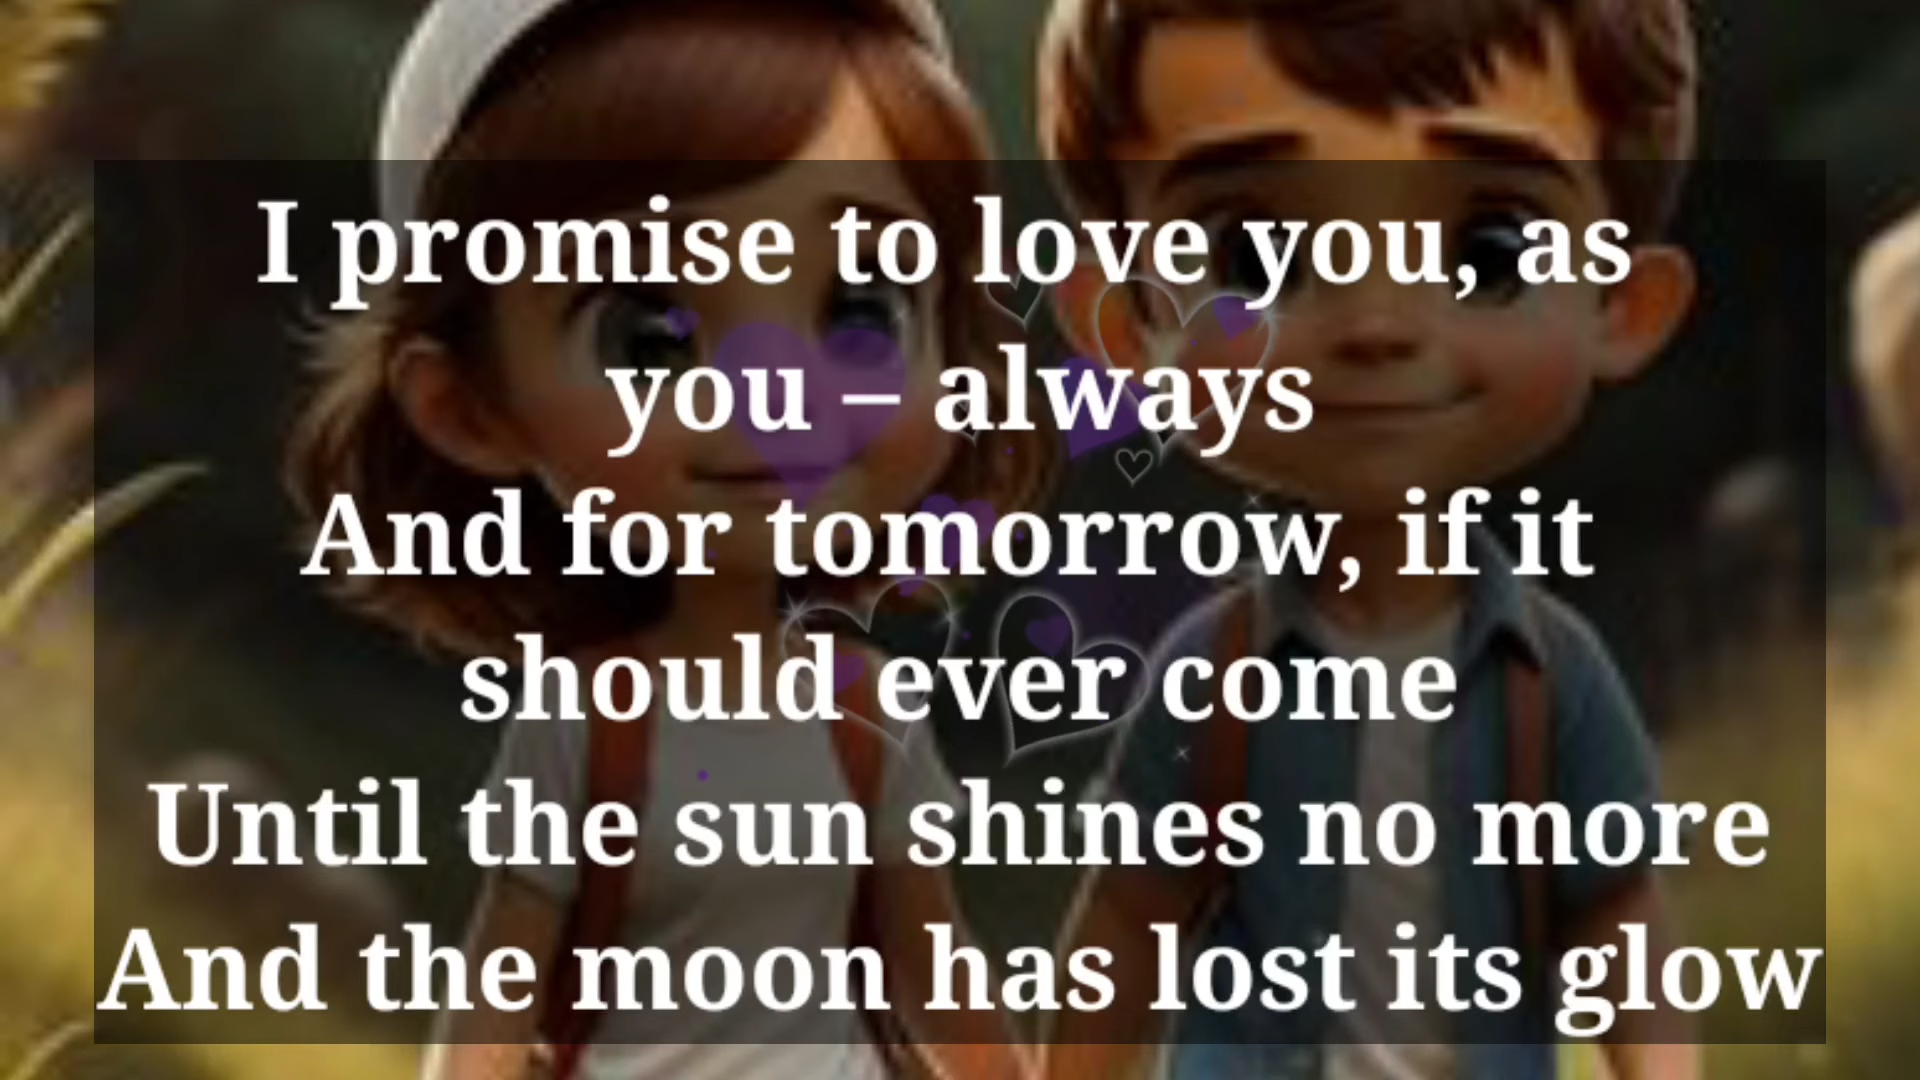 I promise to love you, as
you – always
And for tomorrow, if it
should ever come
Until the sun shines no more
And the moon has lost its glow